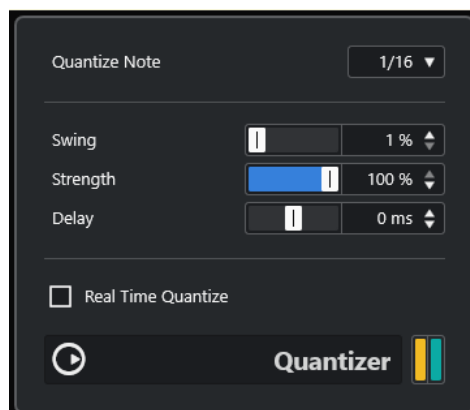 Quantize Note 1/16
Swing 1 %
Strength 100 %
Delay 0 ms
Real Time Quantize
Quantizer